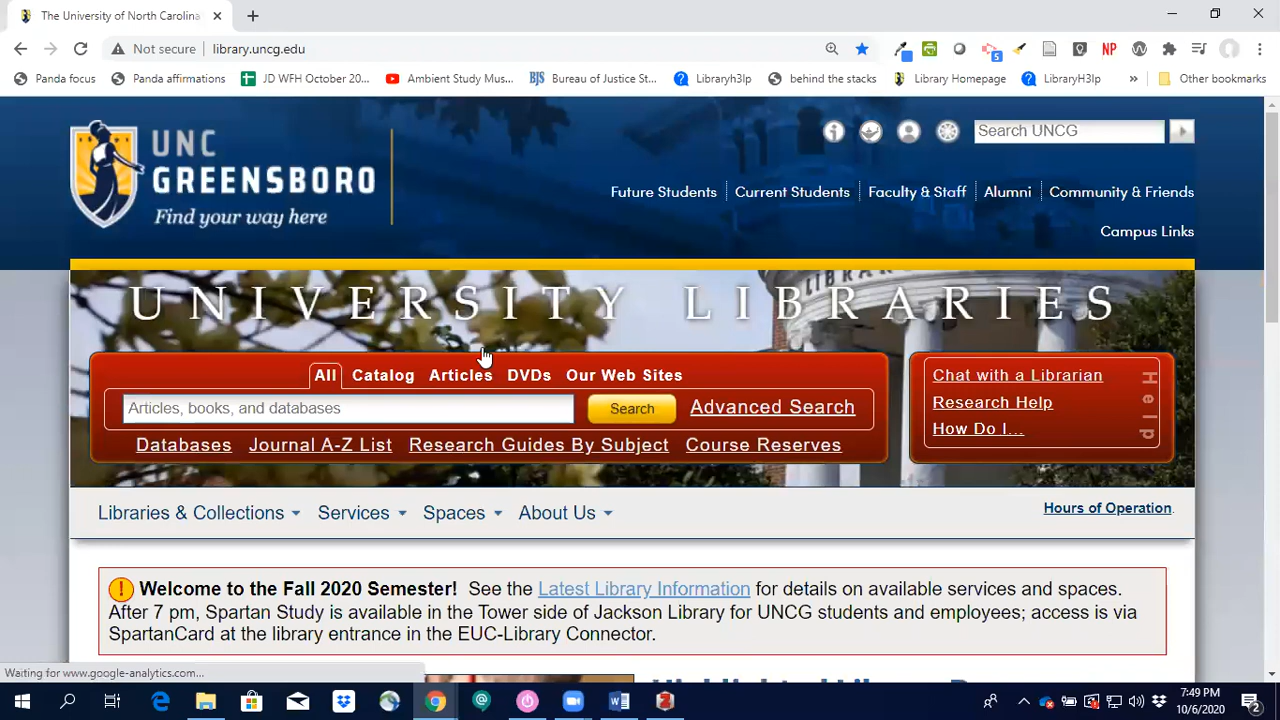 The University of North Carolina
Not secure library.uncg.edu
5 NP
Panda focus Panda affirmations JD WFH October 20... Ambient Study Mus... BJS Bureau of Justice St... Libraryh3lp behind the stacks Library Homepage LibraryH3lp » Other bookmarks
UNC
GREENSBORO
Find your way here
Search UNCG
Future Students Current Students Faculty & Staff Alumni Community & Friends
Campus Links
UNIVERSITY LIBRARIES
LIBRARY
All Catalog Articles DVDs Our Web Sites
Articles, books, and databases Search Advanced Search
Databases Journal A-Z List Research Guides By Subject Course Reserves
Chat with a Librarian
Research Help
How Do I...
Help
Libraries & Collections Services Spaces About Us
Hours of Operation.
! Welcome to the Fall 2020 Semester! See the Latest Library Information for details on available services and spaces.
After 7 pm, Spartan Study is available in the Tower side of Jackson Library for UNCG students and employees; access is via
SpartanCard at the library entrance in the EUC-Library Connector.
Waiting for www.google-analytics.com...
7:49 PM
10/6/2020
2